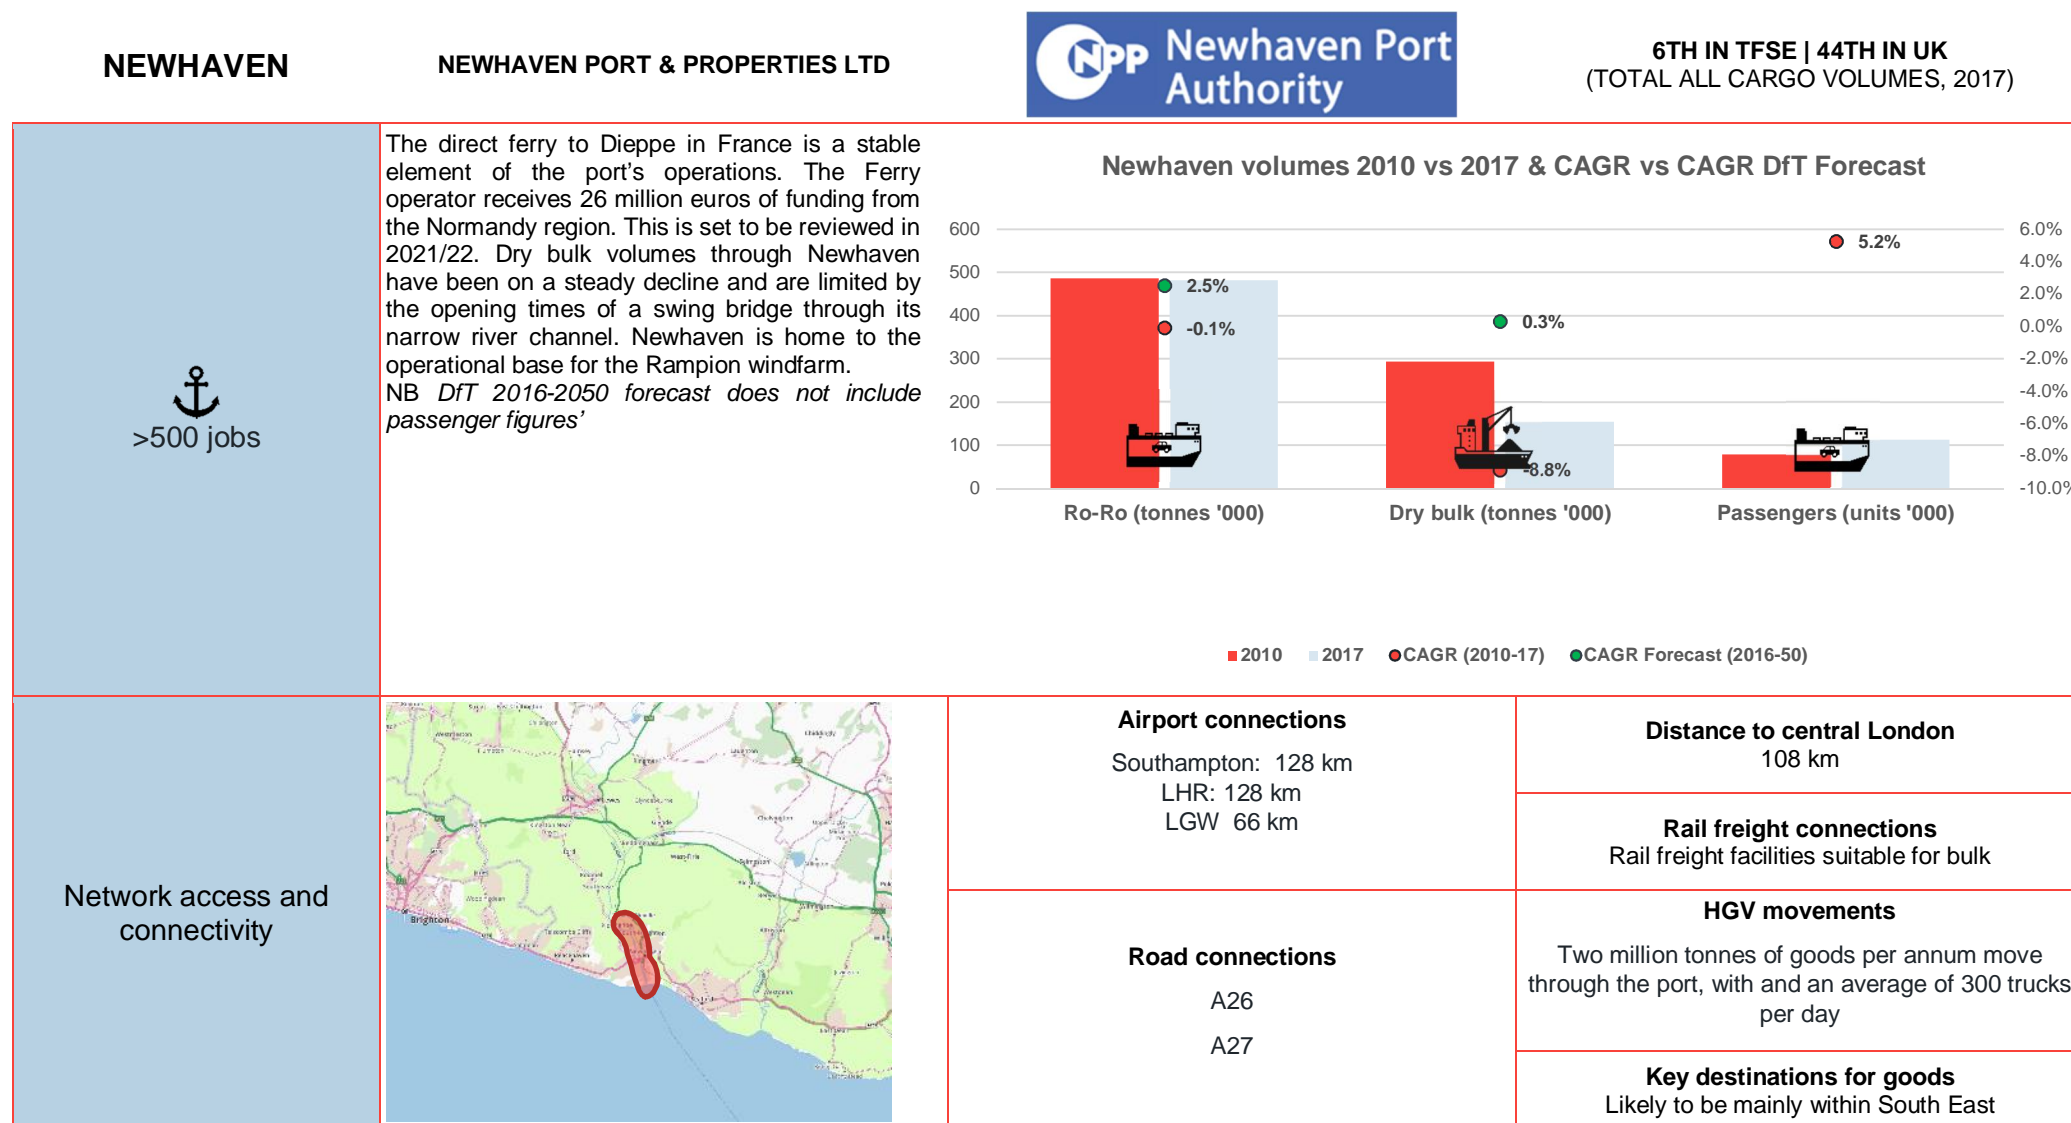 NEWHAVEN
NEWHAVEN PORT & PROPERTIES LTD
NPP Newhaven Port
Authority
6TH IN TFSE | 44TH IN UK
(TOTAL ALL CARGO VOLUMES, 2017)
>500 jobs
The direct ferry to Dieppe in France is a stable
element of the port’s operations. The Ferry
operator receives 26 million euros of funding from
the Normandy region. This is set to be reviewed in
2021/22. Dry bulk volumes through Newhaven
have been on a steady decline and are limited by
the opening times of a swing bridge through its
narrow river channel. Newhaven is home to the
operational base for the Rampion windfarm.
NB DfT 2016-2050 forecast does not include
passenger figures’
Newhaven volumes 2010 vs 2017 & CAGR vs CAGR DfT Forecast
600
500
400
300
200
100
0
6.0%
4.0%
2.0%
0.0%
-2.0%
-4.0%
-6.0%
-8.0%
-10.0%
2.5%
-0.1%
0.3%
-8.8%
5.2%
Ro-Ro (tonnes '000)
Dry bulk (tonnes '000)
Passengers (units '000)
2010
2017
CAGR (2010-17)
CAGR Forecast (2016-50)
Network access and
connectivity
Brighton
Airport connections
Southampton: 128 km
LHR: 128 km
LGW 66 km
Road connections
A26
A27
Distance to central London
108 km
Rail freight connections
Rail freight facilities suitable for bulk
HGV movements
Two million tonnes of goods per annum move
through the port, with and an average of 300 trucks
per day
Key destinations for goods
Likely to be mainly within South East